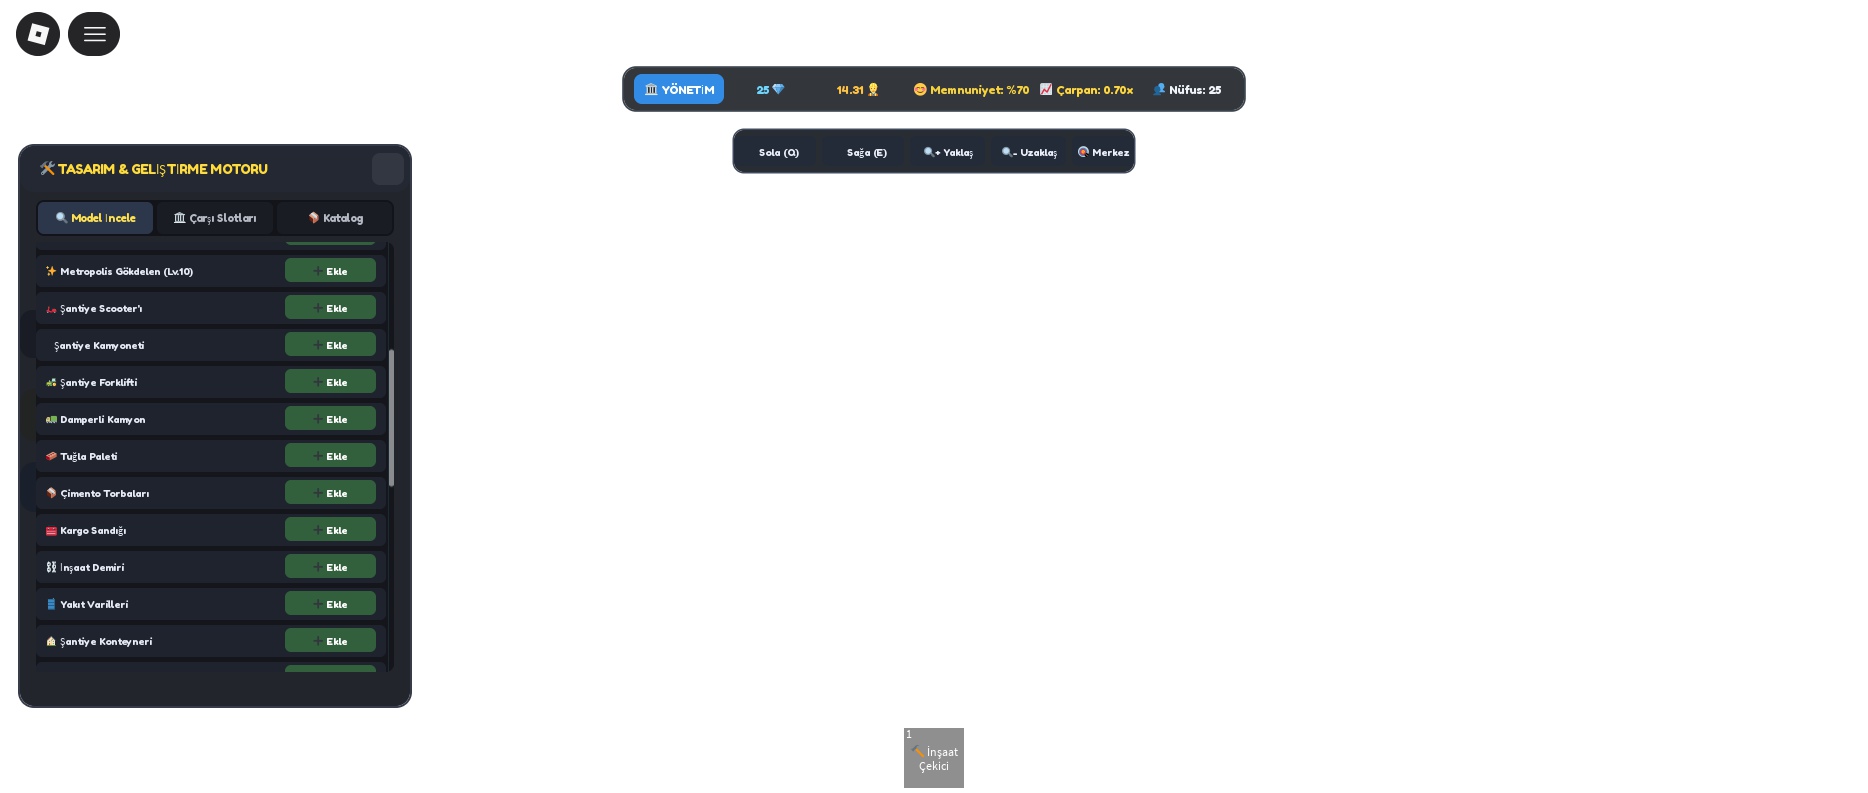 YÖNETİM 25 14.31 Memnuniyet: %70 Çarpan: 0.70x Nüfus: 25
Sola (Q) Sağa (E) + Yaklaş - Uzaklaş Merkez
TASARIM & GELİŞTİRME MOTORU
Model İncele Çarşı Slotları Katalog
Metropolis Gökdelen (Lv.10) + Ekle
Şantiye Scooter'ı + Ekle
Şantiye Kamyoneti + Ekle
Şantiye Forklifti + Ekle
Damperli Kamyon + Ekle
Tuğla Paleti + Ekle
Çimento Torbaları + Ekle
Kargo Sandığı + Ekle
İnşaat Demiri + Ekle
Yakıt Varilleri + Ekle
Şantiye Konteyneri + Ekle
1
İnşaat
Çekici